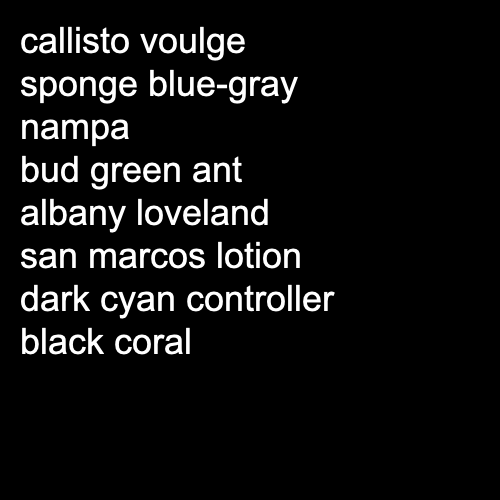 callisto voulge
sponge blue-gray
nampa
bud green ant
albany loveland
san marcos lotion
dark cyan controller
black coral